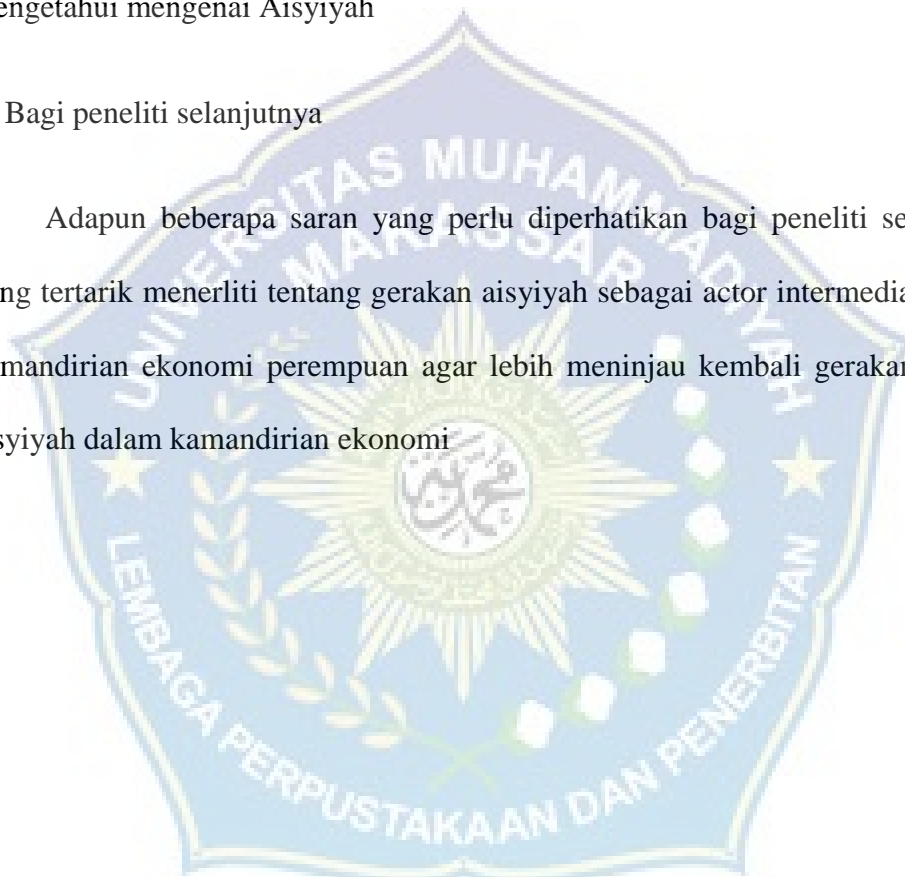 engetahui mengenai Aisyiyah
Bagi peneliti selanjutnya
Adapun beberapa saran yang perlu diperhatikan bagi peneliti se
ng tertarik menerliti tentang gerakan aisyiyah sebagai actor intermedia
mandirian ekonomi perempuan agar lebih meninjau kembali gerakan
syiyah dalam kamandirian ekonomi
UNIVERSITAS MUHAMMADIYAH
MAKASSAR
LEMBAGA PERPUSTAKAAN DAN PENERBITAN